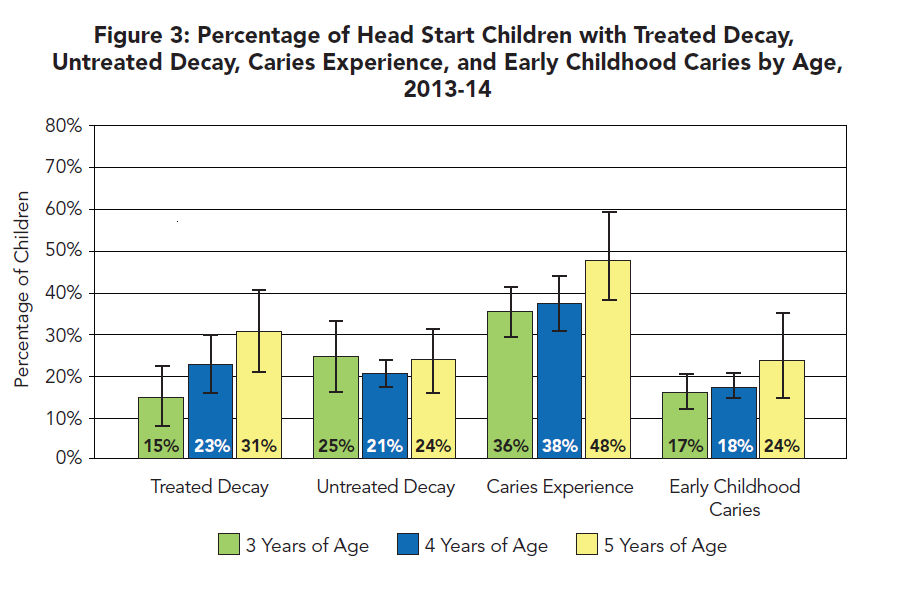 Figure 3: Percentage of Head Start Children with Treated Decay,
Untreated Decay, Caries Experience, and Early Childhood Caries by Age,
2013-14
Percentage of Children
80%
70%
60%
50%
40%
30%
20%
10%
0%
15% 23% 31% 25% 21% 24% 36% 38% 48% 17% 18% 24%
Treated Decay Untreated Decay Caries Experience Early Childhood
Caries
3 Years of Age 4 Years of Age 5 Years of Age